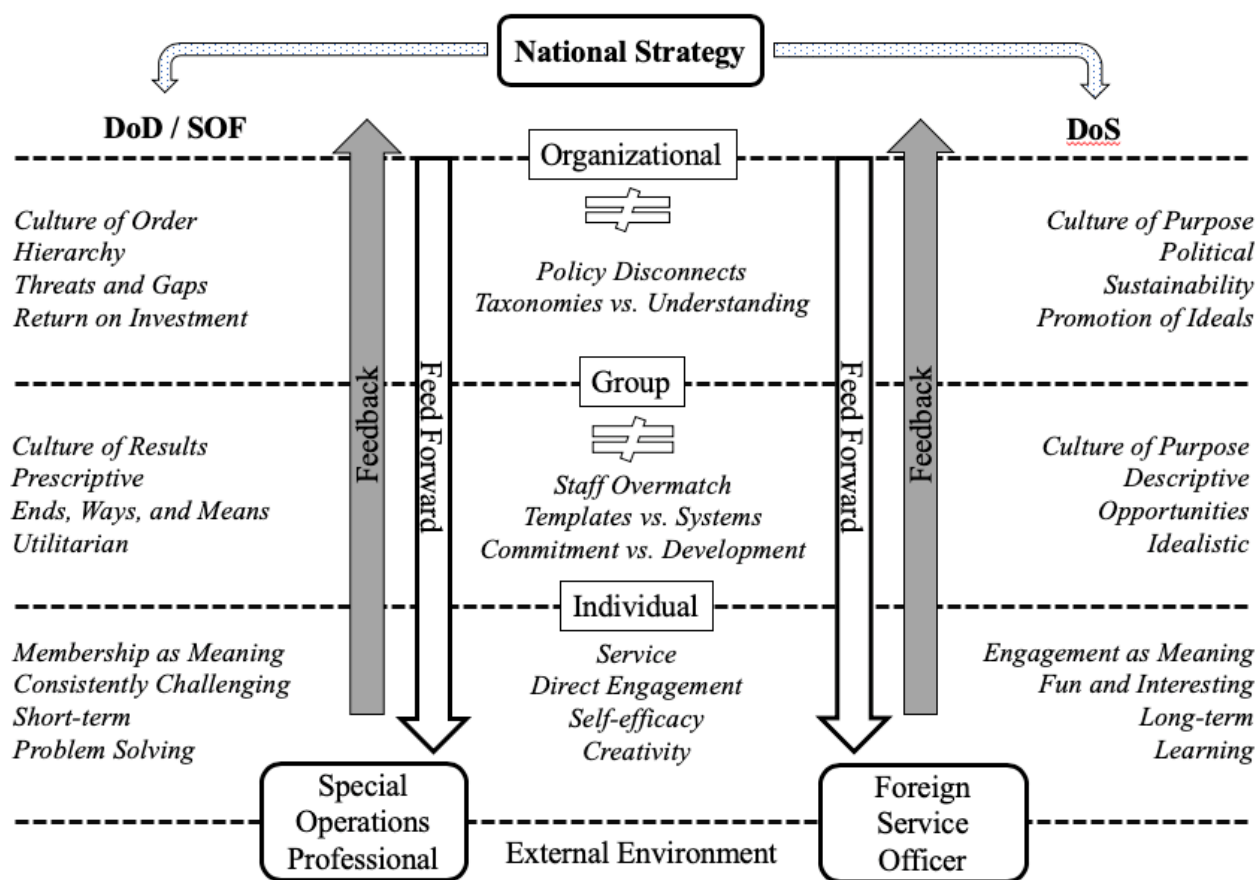 National Strategy
DoD / SOF
DoS
Organizational
Culture of Order
Hierarchy
Threats and Gaps
Return on Investment
Policy Disconnects
Taxonomies vs. Understanding
Culture of Purpose
Political
Sustainability
Promotion of Ideals
Feedback
Feed Forward
Feed Forward
Feedback
Group
Culture of Results
Prescriptive
Ends, Ways, and Means
Utilitarian
Staff Overmatch
Templates vs. Systems
Commitment vs. Development
Culture of Purpose
Descriptive
Opportunities
Idealistic
Individual
Membership as Meaning
Consistently Challenging
Short-term
Problem Solving
Service
Direct Engagement
Self-efficacy
Creativity
Engagement as Meaning
Fun and Interesting
Long-term
Learning
Special
Operations
Professional
External Environment
Foreign
Service
Officer